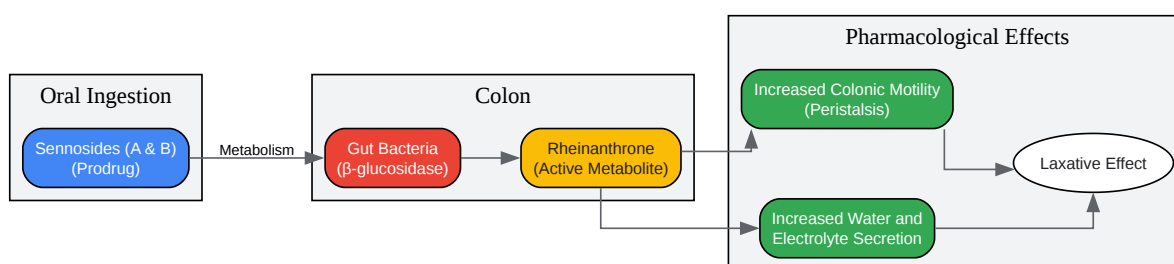 Oral Ingestion
Sennosides (A & B)
(Prodrug)
Metabolism
Colon
Gut Bacteria
(β-glucosidase)
Rheinanthrone
(Active Metabolite)
Pharmacological Effects
Increased Colonic Motility
(Peristalsis)
Increased Water and
Electrolyte Secretion
Laxative Effect